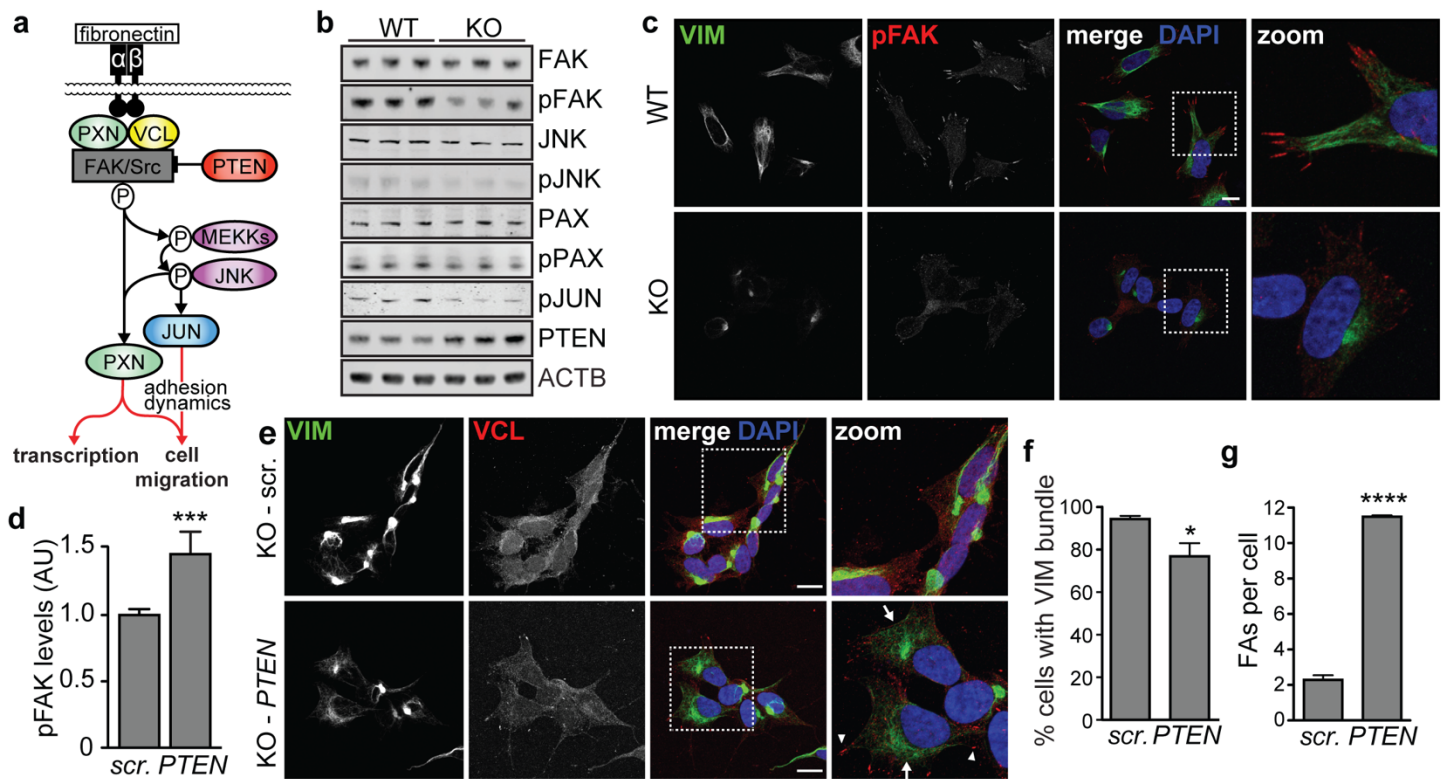 a
fibronectin
α β
PXN VCL
FAK/Src
PTEN
P
P MEKKs
P JNK
JUN
PXN
adhesion
dynamics
transcription
cell
migration
b
WT KO
FAK
pFAK
JNK
pJNK
PAX
pPAX
pJUN
PTEN
ACTB
c
VIM pFAK merge DAPI zoom
WT
KO
d
pFAK levels (AU)
1.5
1.0
0.5
0
***
scr. PTEN
e
VIM VCL merge DAPI zoom
KO - scr.
KO - PTEN
f
% cells with VIM bundle
100
80
60
40
20
0
*
scr. PTEN
g
FAs per cell
12
10
8
6
4
2
0
****
scr. PTEN